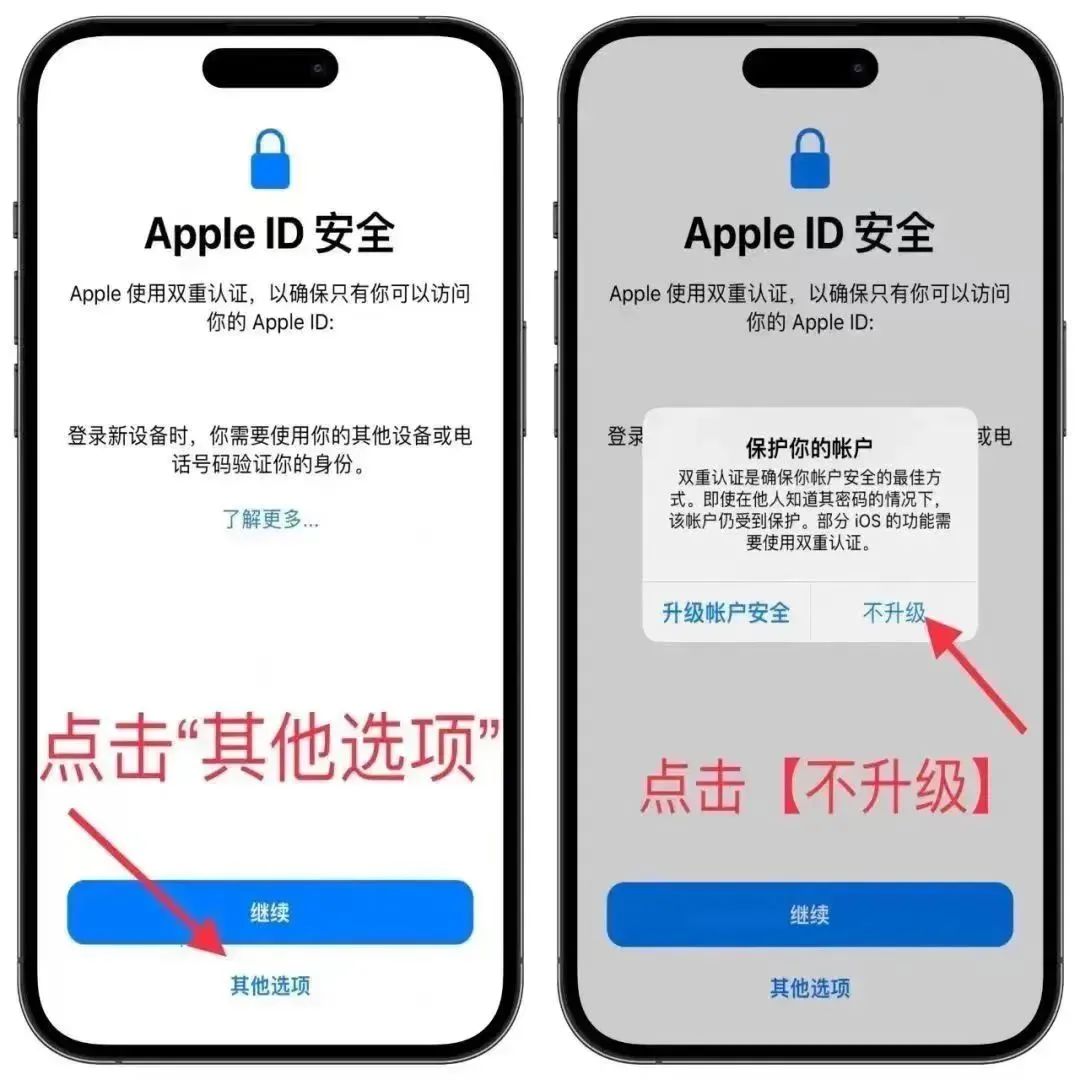 Apple ID 安全
Apple 使用双重认证，以确保只有你可以访问
你的 Apple ID:
登录新设备时，你需要使用你的其他设备或电
话号码验证你的身份。
了解更多...
点击“其他选项”
继续
其他选项
Apple ID 安全
Apple 使用双重认证，以确保只有你可以访问
你的 Apple ID:
登录
或电
保护你的帐户
双重认证是确保你帐户安全的最佳方
式。即使在他人知道其密码的情况下，
该帐户仍受到保护。部分 iOS 的功能需
要使用双重认证。
升级帐户安全
不升级
点击【不升级】
继续
其他选项